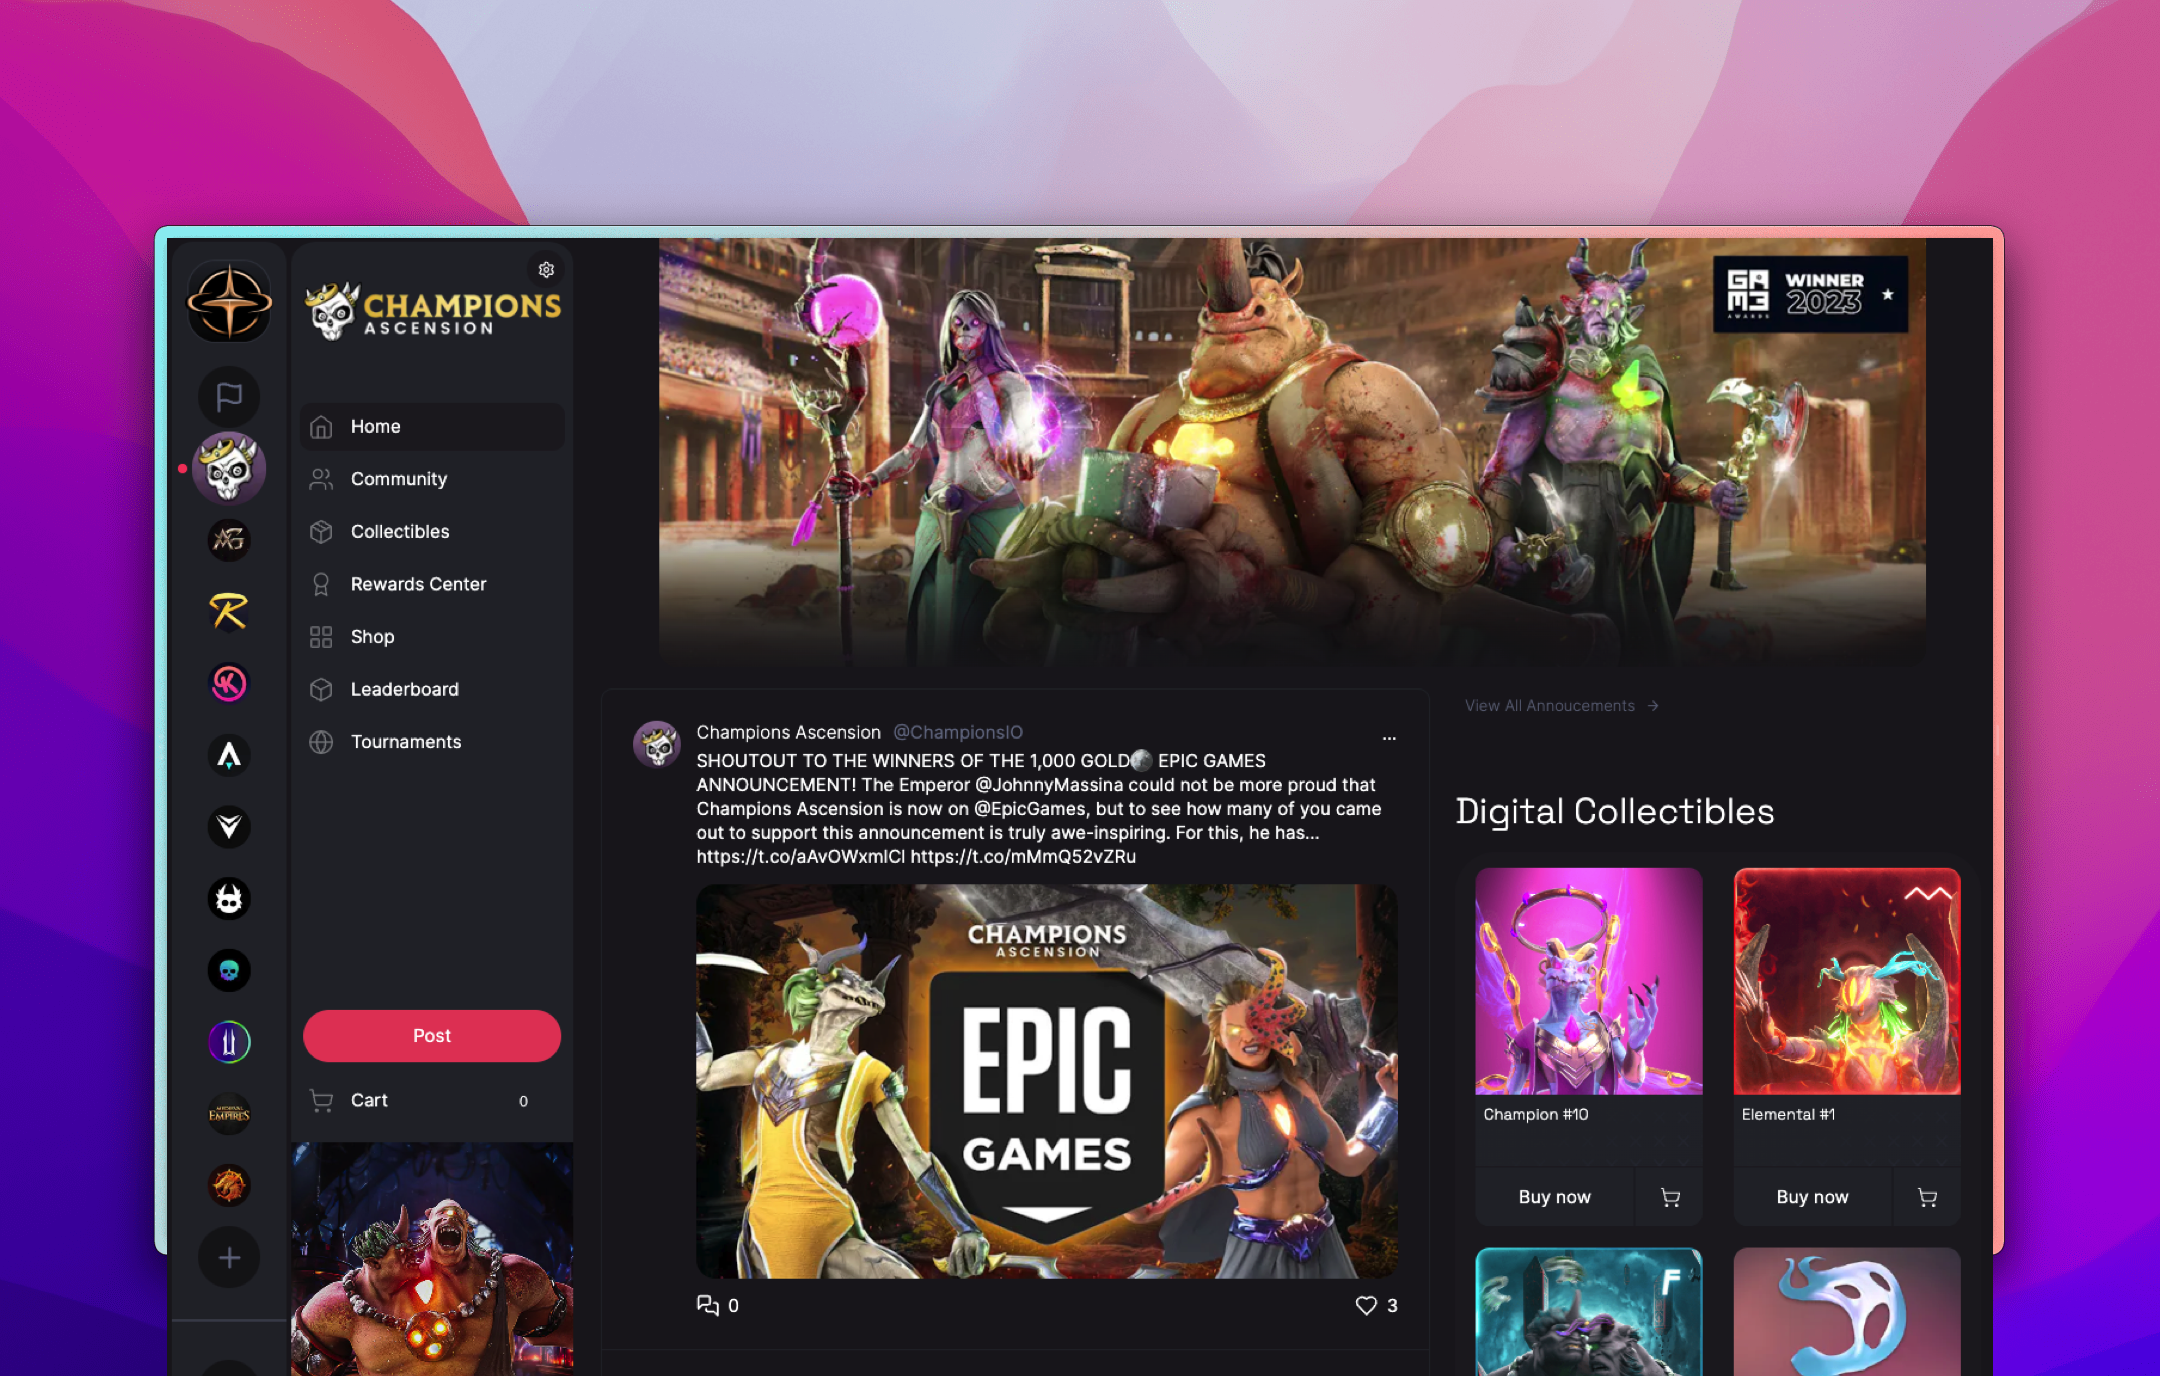 CHAMPIONS
ASCENSION
Home
Community
Collectibles
Rewards Center
Shop
Leaderboard
Tournaments
Post
Cart 0
MEDIEVAL
EMPIRES
GAM3
AWARDS
WINNER
2023
Champions Ascension @ChampionsIO
...
SHOUTOUT TO THE WINNERS OF THE 1,000 GOLD🪙 EPIC GAMES
ANNOUNCEMENT! The Emperor @JohnnyMassina could not be more proud that
Champions Ascension is now on @EpicGames, but to see how many of you came
out to support this announcement is truly awe-inspiring. For this, he has...
https://t.co/aAvOWxmlCl https://t.co/mMmQ52vZRu
CHAMPIONS
ASCENSION
EPIC
GAMES
0
3
View All Annoucements →
Digital Collectibles
Champion #10
Buy now
Elemental #1
Buy now